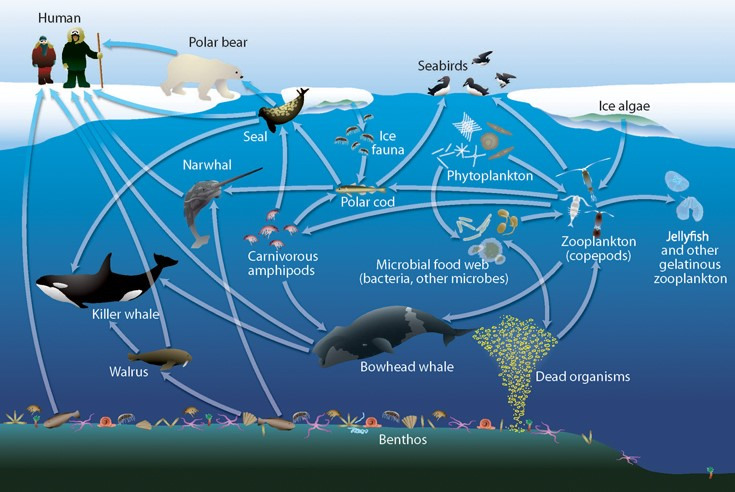 Human
Polar bear
Seabirds
Ice algae
Seal
Ice
fauna
Narwhal
Phytoplankton
Polar cod
Carnivorous
amphipods
Microbial food web
(bacteria, other microbes)
Zooplankton
(copepods)
Jellyfish
and other
gelatinous
zooplankton
Killer whale
Bowhead whale
Walrus
Dead organisms
Benthos